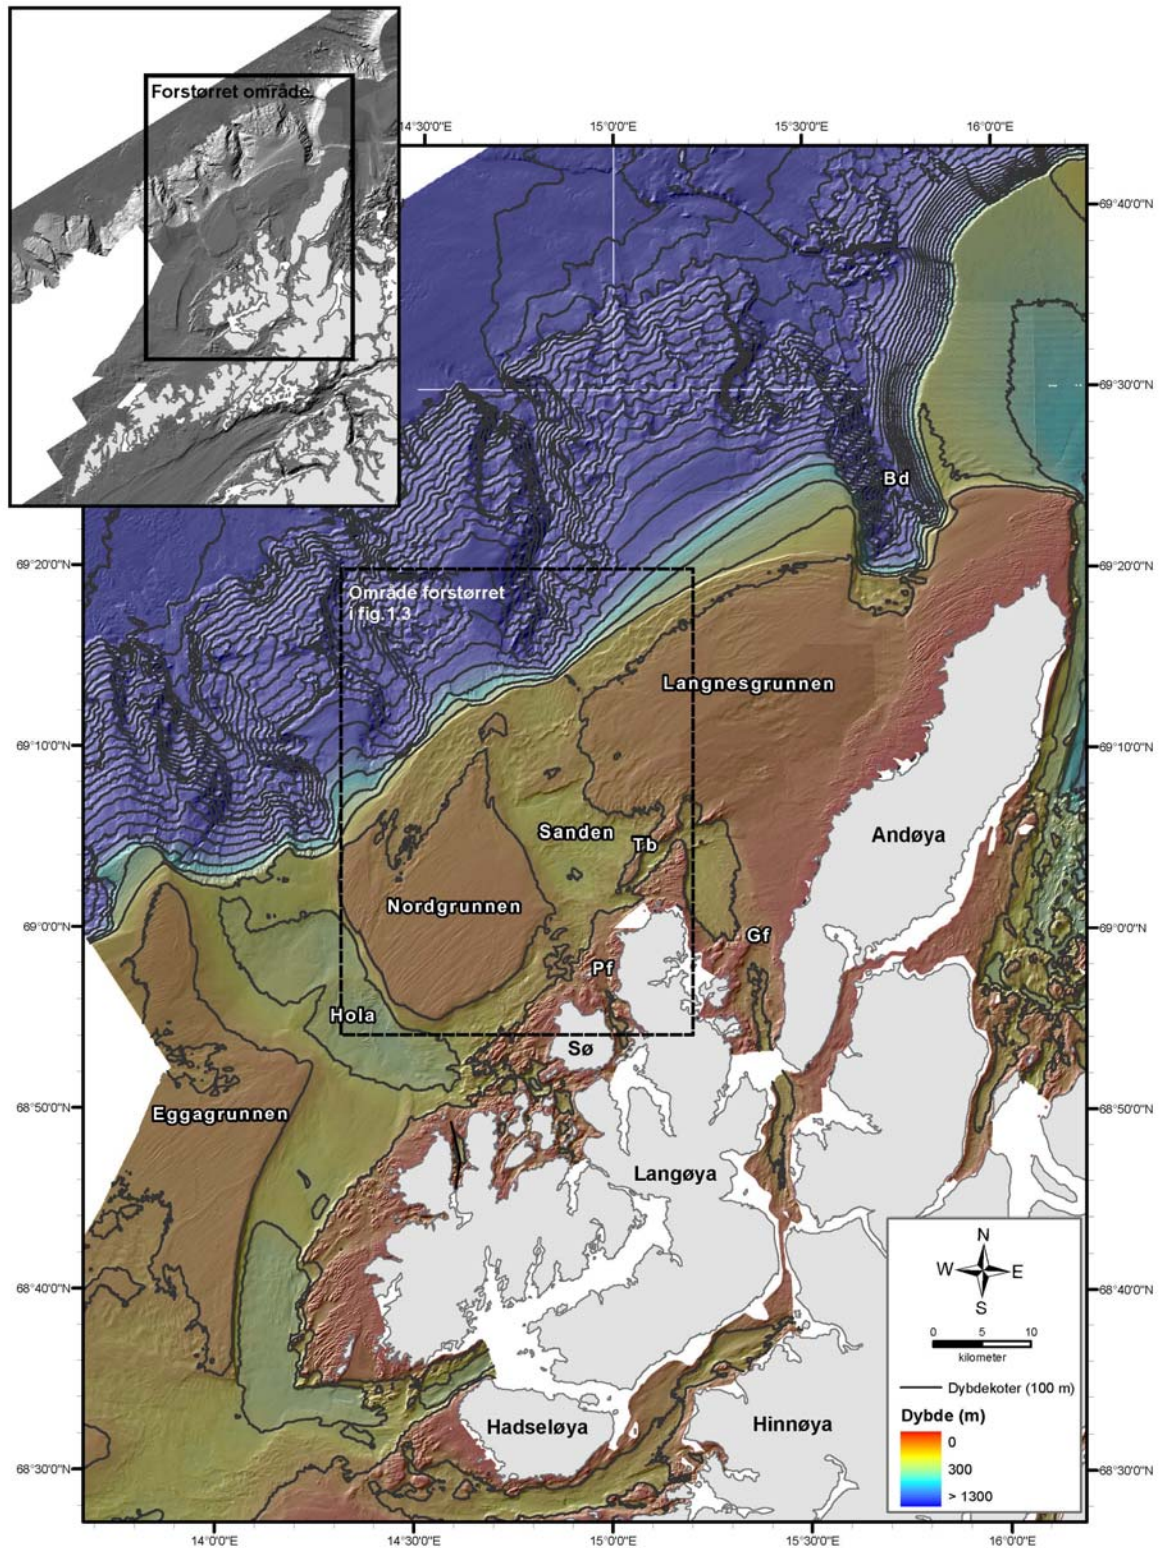 Forstørret område
14°30'0"E
15°0'0"E
15°30'0"E
16°0'0"E
69°40'0"N
69°30'0"N
Bd
69°20'0"N
69°20'0"N
Område forstørret
i fig.1.3
Langnesgrunnen
69°10'0"N
69°10'0"N
Sanden
Tb
Andøya
Nordgrunnen
69°0'0"N
69°0'0"N
Gf
Pf
Hola
Sø
68°50'0"N
68°50'0"N
Eggagrunnen
Langøya
68°40'0"N
68°40'0"N
N
W
E
S
0 5 10
kilometer
Dybdekoter (100 m)
Dybde (m)
0
300
> 1300
Hadseløya
Hinnøya
68°30'0"N
68°30'0"N
14°0'0"E
14°30'0"E
15°0'0"E
15°30'0"E
16°0'0"E